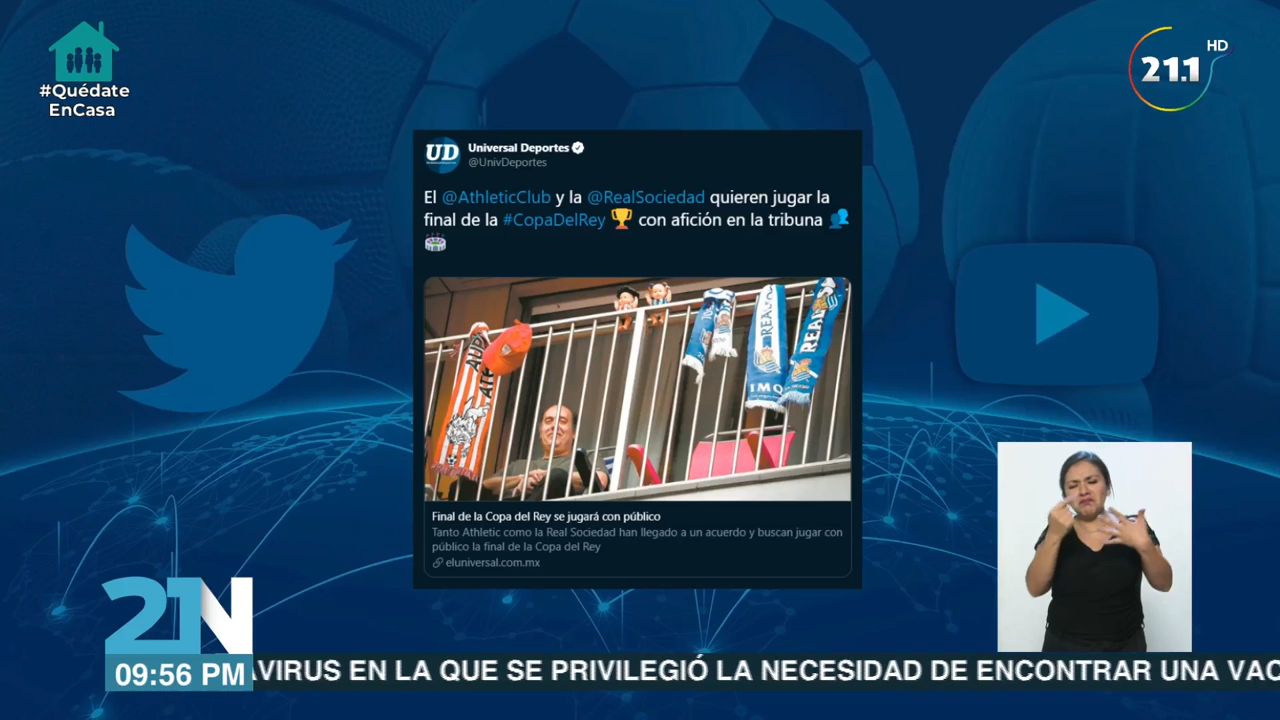 #Quédate
EnCasa
21.1 HD
UD
Universal Deportes
@UnivDeportes
El @AthleticClub y la @RealSociedad quieren jugar la
final de la #CopaDelRey 🏆 con afición en la tribuna 👥
🏟
AUP
REAL
REAL
Final de la Copa del Rey se jugará con público
Tanto Athletic como la Real Sociedad han llegado a un acuerdo y buscan jugar con
público la final de la Copa del Rey
eluniversal.com.mx
21N
09:56 PM
AVIRUS EN LA QUE SE PRIVILEGIÓ LA NECESIDAD DE ENCONTRAR UNA VAC